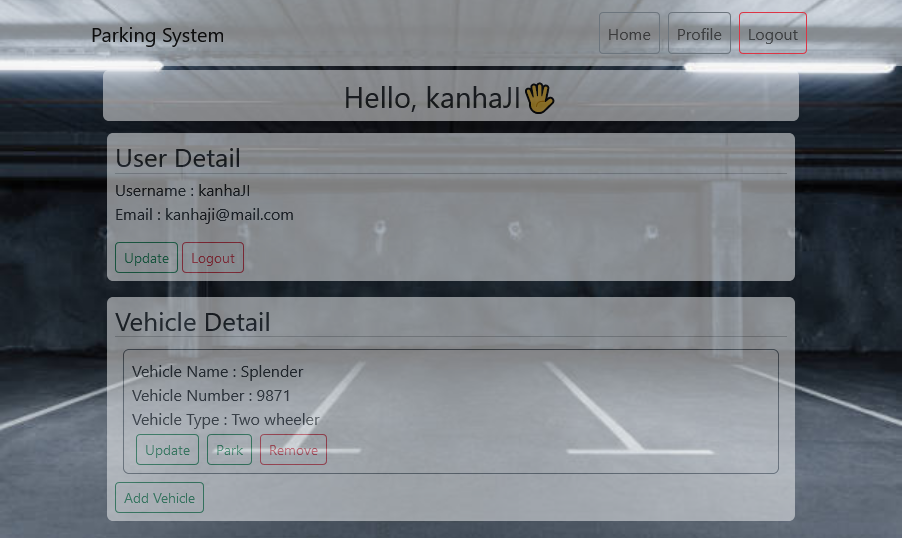 Parking System
Home Profile Logout
Hello, kanhaJI🖐
User Detail
Username : kanhaJI
Email : kanhaji@mail.com
Update Logout
Vehicle Detail
Vehicle Name : Splender
Vehicle Number : 9871
Vehicle Type : Two wheeler
Update Park Remove
Add Vehicle